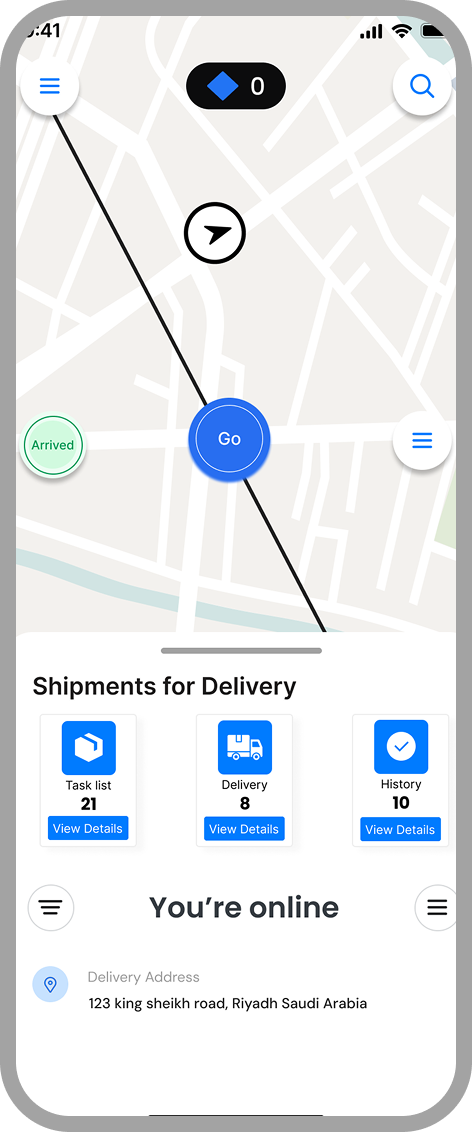 :41
0
Go
Arrived
Shipments for Delivery
Task list
21
View Details
Delivery
8
View Details
History
10
View Details
You’re online
Delivery Address
123 king sheikh road, Riyadh Saudi Arabia